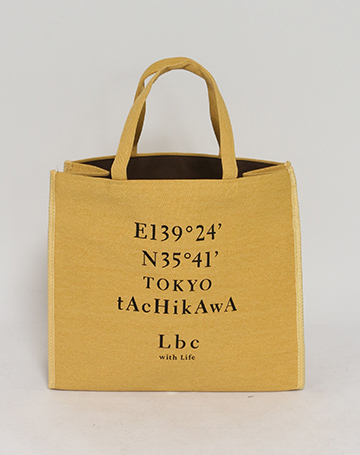 E139°24’
N35°41’
TOKYO
tAcHikAwA
Lbc
with Life